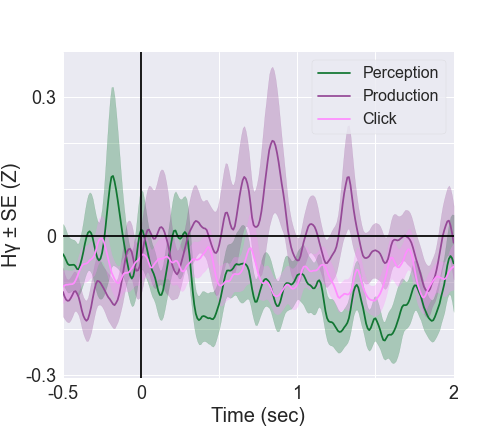 Perception
Production
Click
Hγ ± SE (Z)
0.3
0
-0.3
-0.5 0 1 2
Time (sec)